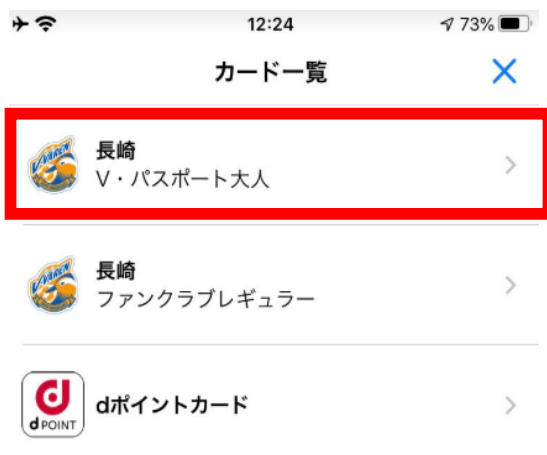 12:24
73%
カード一覧
長崎
V・パスポート大人
長崎
ファンクラブレギュラー
d POINT
dポイントカード